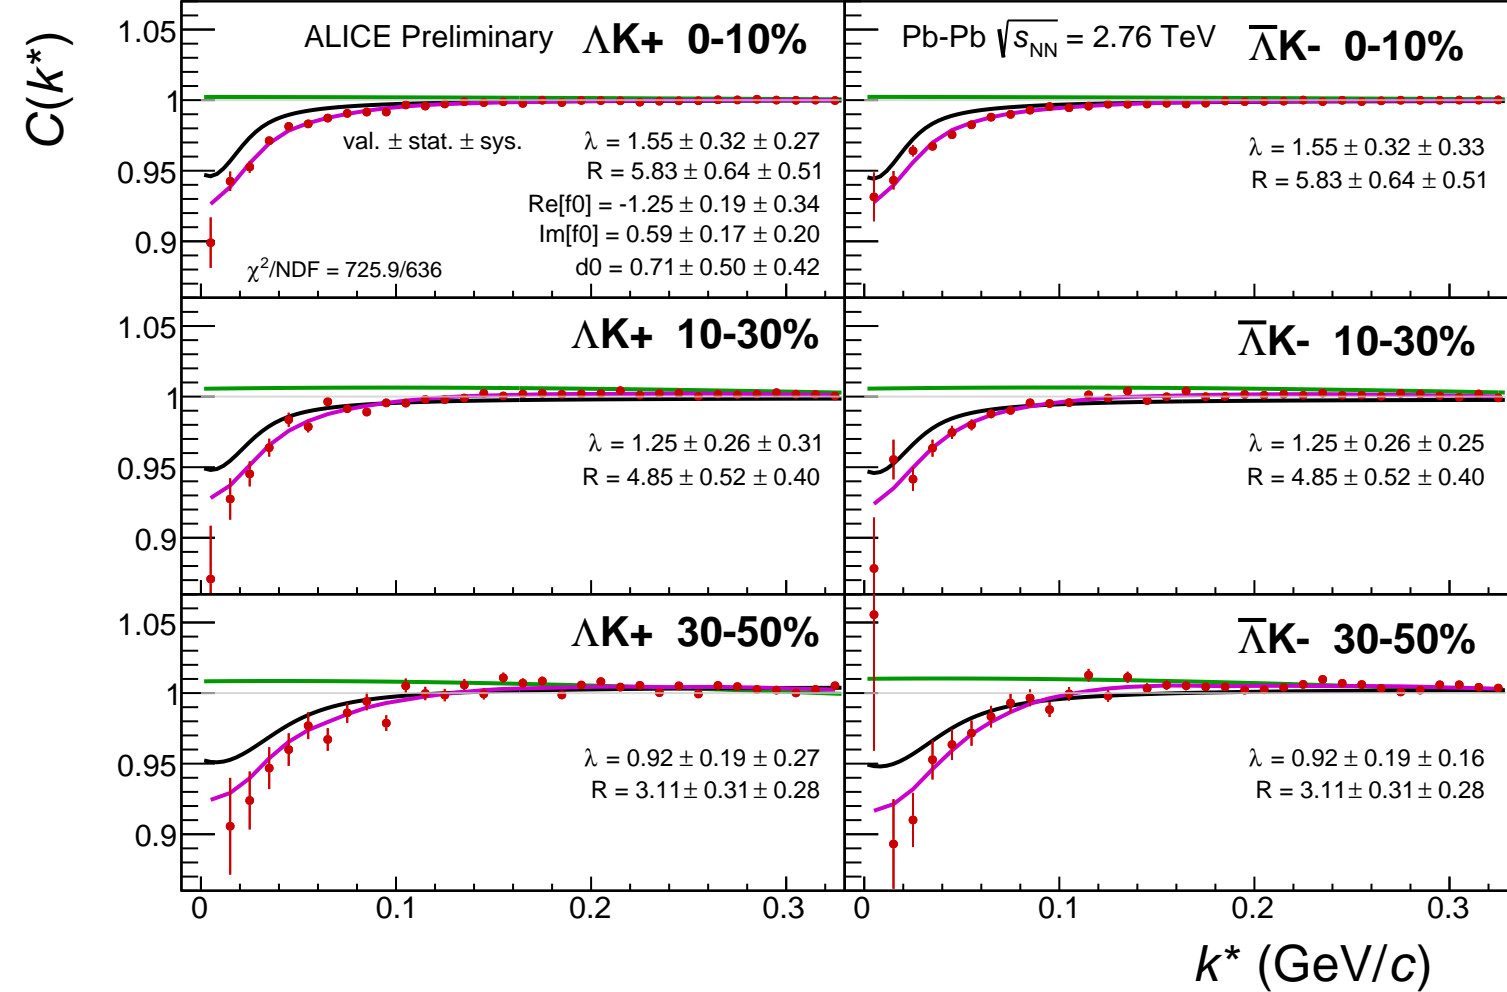 C(k*)
ALICE Preliminary ΛK+ 0-10%
val. ± stat. ± sys.
λ = 1.55 ± 0.32 ± 0.27
R = 5.83 ± 0.64 ± 0.51
Re[f0] = -1.25 ± 0.19 ± 0.34
Im[f0] = 0.59 ± 0.17 ± 0.20
d0 = 0.71 ± 0.50 ± 0.42
χ²/NDF = 725.9/636
1.05
1
0.95
0.9
Pb-Pb √sNN = 2.76 TeV Λ̅K- 0-10%
λ = 1.55 ± 0.32 ± 0.33
R = 5.83 ± 0.64 ± 0.51
ΛK+ 10-30%
λ = 1.25 ± 0.26 ± 0.31
R = 4.85 ± 0.52 ± 0.40
1.05
1
0.95
0.9
Λ̅K- 10-30%
λ = 1.25 ± 0.26 ± 0.25
R = 4.85 ± 0.52 ± 0.40
ΛK+ 30-50%
λ = 0.92 ± 0.19 ± 0.27
R = 3.11 ± 0.31 ± 0.28
1.05
1
0.95
0.9
Λ̅K- 30-50%
λ = 0.92 ± 0.19 ± 0.16
R = 3.11 ± 0.31 ± 0.28
0 0.1 0.2 0.3
0 0.1 0.2 0.3
k* (GeV/c)